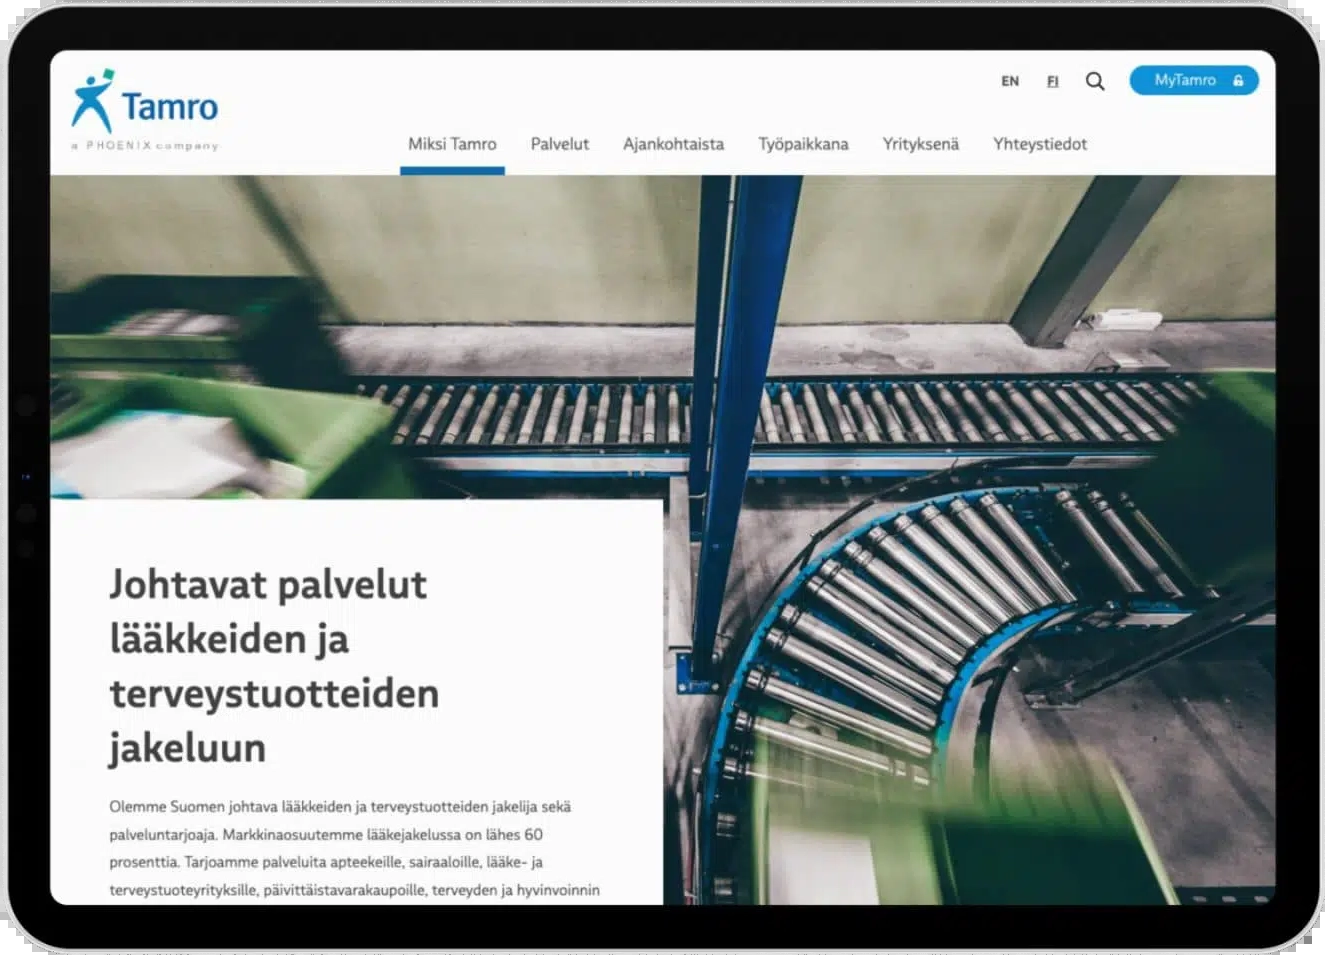 Tamro
a PHOENIX company
EN FI MyTamro
Miksi Tamro Palvelut Ajankohtaista Työpaikkana Yrityksenä Yhteystiedot
Johtavat palvelut
lääkkeiden ja
terveystuotteiden
jakeluun
Olemme Suomen johtava lääkkeiden ja terveystuotteiden jakelija sekä
palveluntarjoaja. Markkinaosuutemme lääkejakelussa on lähes 60
prosenttia. Tarjoamme palveluita apteekeille, sairaaloille, lääke- ja
terveystuoteyrityksille, päivittäistavarakaupoille, terveyden ja hyvinvoinnin